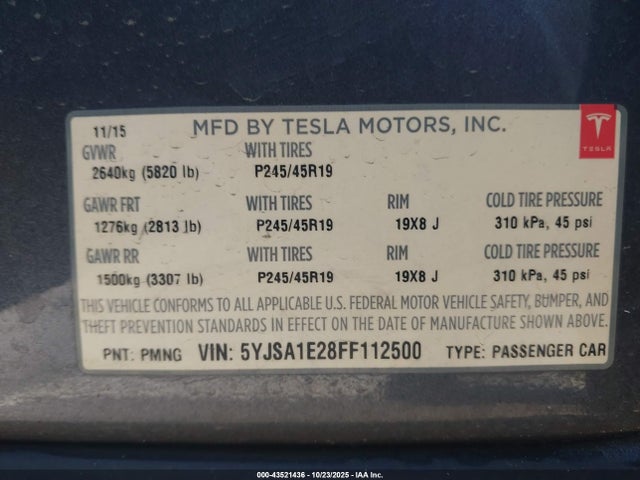 11/15 MFD BY TESLA MOTORS, INC.
TESLA
GVWR WITH TIRES
2640kg (5820 lb) P245/45R19
GAWR FRT WITH TIRES RIM COLD TIRE PRESSURE
1276kg (2813 lb) P245/45R19 19X8 J 310 kPa, 45 psi
GAWR RR WITH TIRES RIM COLD TIRE PRESSURE
1500kg (3307 lb) P245/45R19 19X8 J 310 kPa, 45 psi
THIS VEHICLE CONFORMS TO ALL APPLICABLE U.S. FEDERAL MOTOR VEHICLE SAFETY, BUMPER, AND
THEFT PREVENTION STANDARDS IN EFFECT ON THE DATE OF MANUFACTURE SHOWN ABOVE.
PNT: PMNG VIN: 5YJSA1E28FF112500 TYPE: PASSENGER CAR
000-43521436 - 10/23/2025 - IAA Inc.